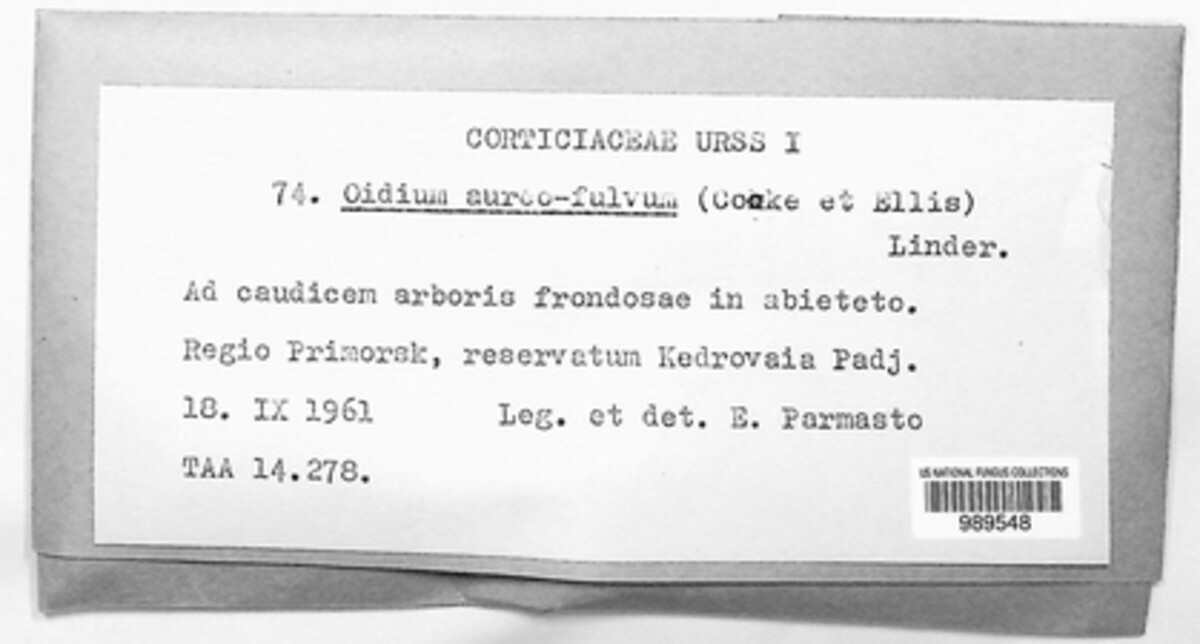 CORTICIACEAE URSS I
74. Oidium aureo-fulvum (Cooke et Ellis)
Linder.
Ad caudicem arboris frondosae in abieteto.
Regio Primorsk, reservatum Kedrovaia Padj.
18. IX 1961 Leg. et det. E. Parmasto
TAA 14.278.
US NATIONAL FUNGUS COLLECTIONS
989548